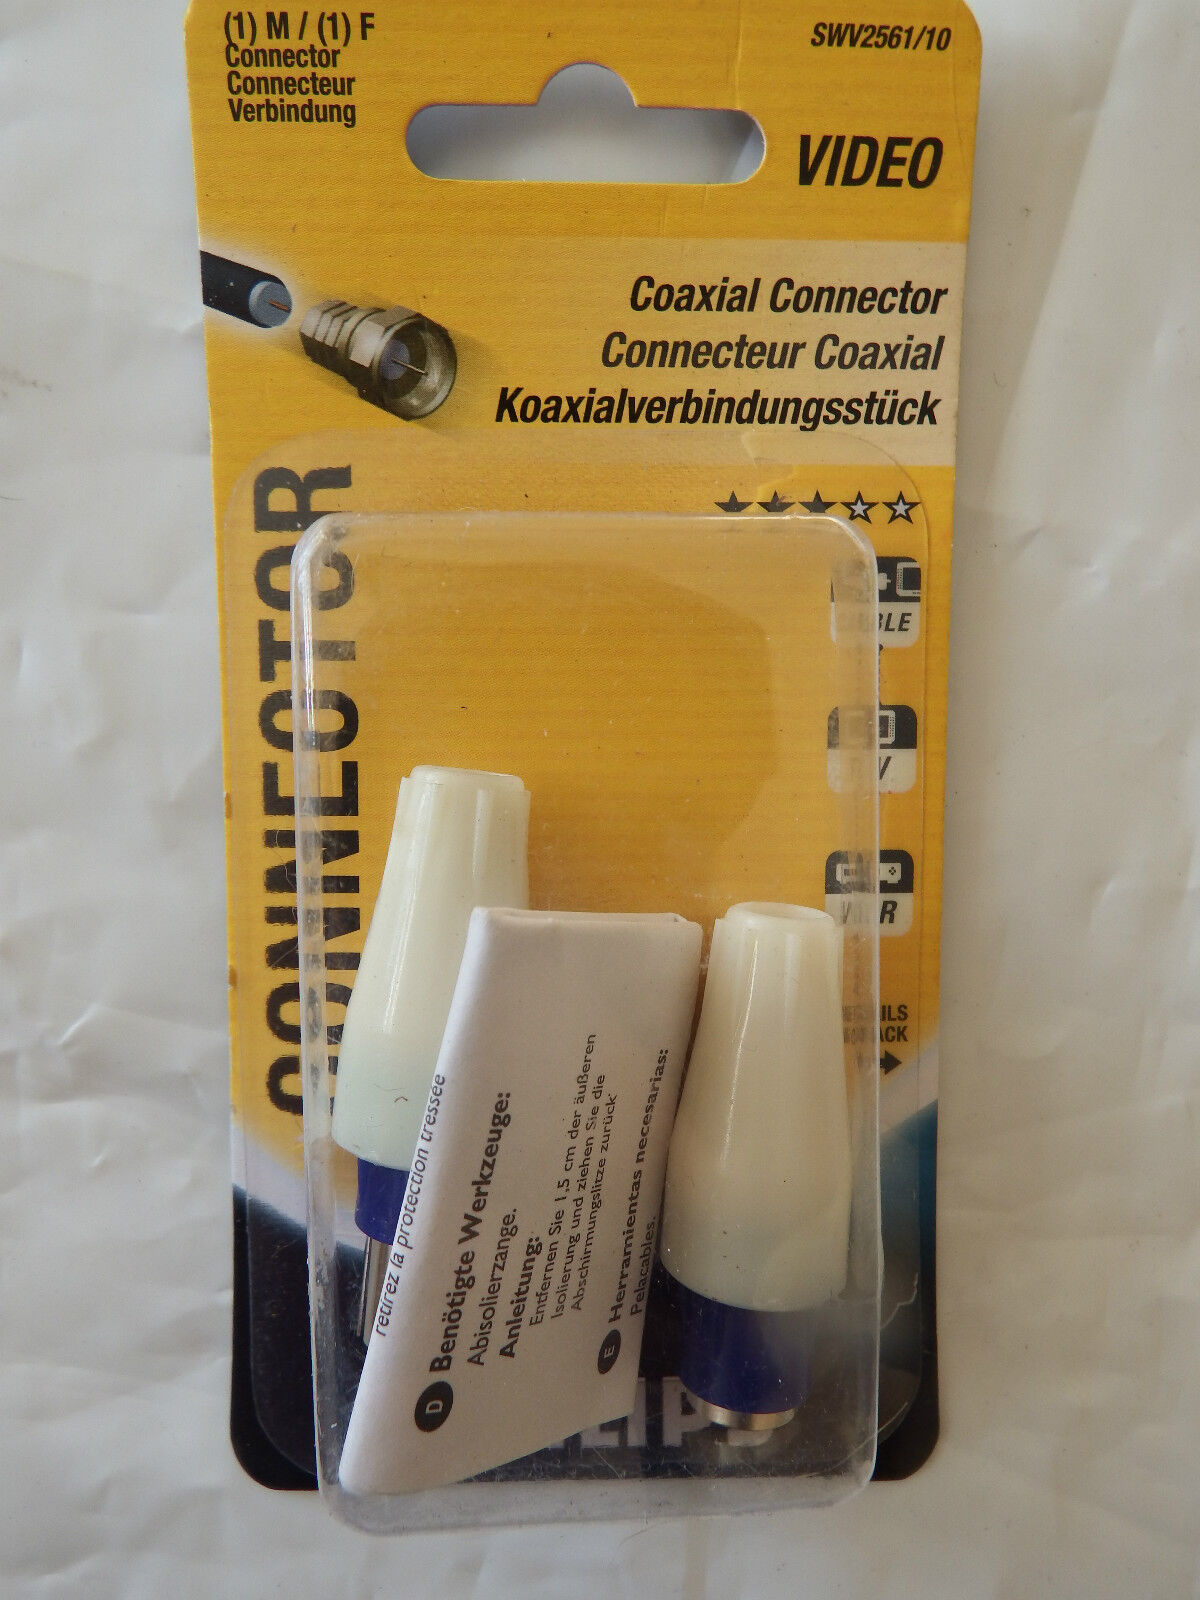 (1) M / (1) F
Connector
Connecteur
Verbindung
SWV2561/10
VIDEO
Coaxial Connector
Connecteur Coaxial
Koaxialverbindungsstück
CONNECTOR
TV
retirez la protection tressée
D Benötigte Werkzeuge:
Abisolierzange.
Anleitung:
Entfernen Sie 1,5 cm der äußeren
Isolierung und ziehen Sie die
Abschirmungslitze zurück
E Herramientas necesarias:
Pelacables.